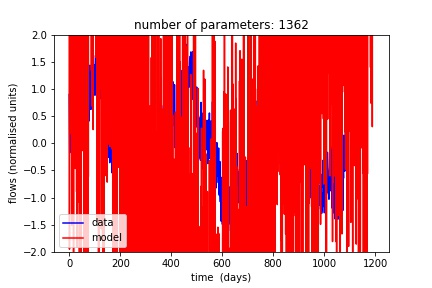 number of parameters: 1362
flows (normalised units)
2.0
1.5
1.0
0.5
0.0
−0.5
−1.0
−1.5
−2.0
data
model
0 200 400 600 800 1000 1200
time (days)